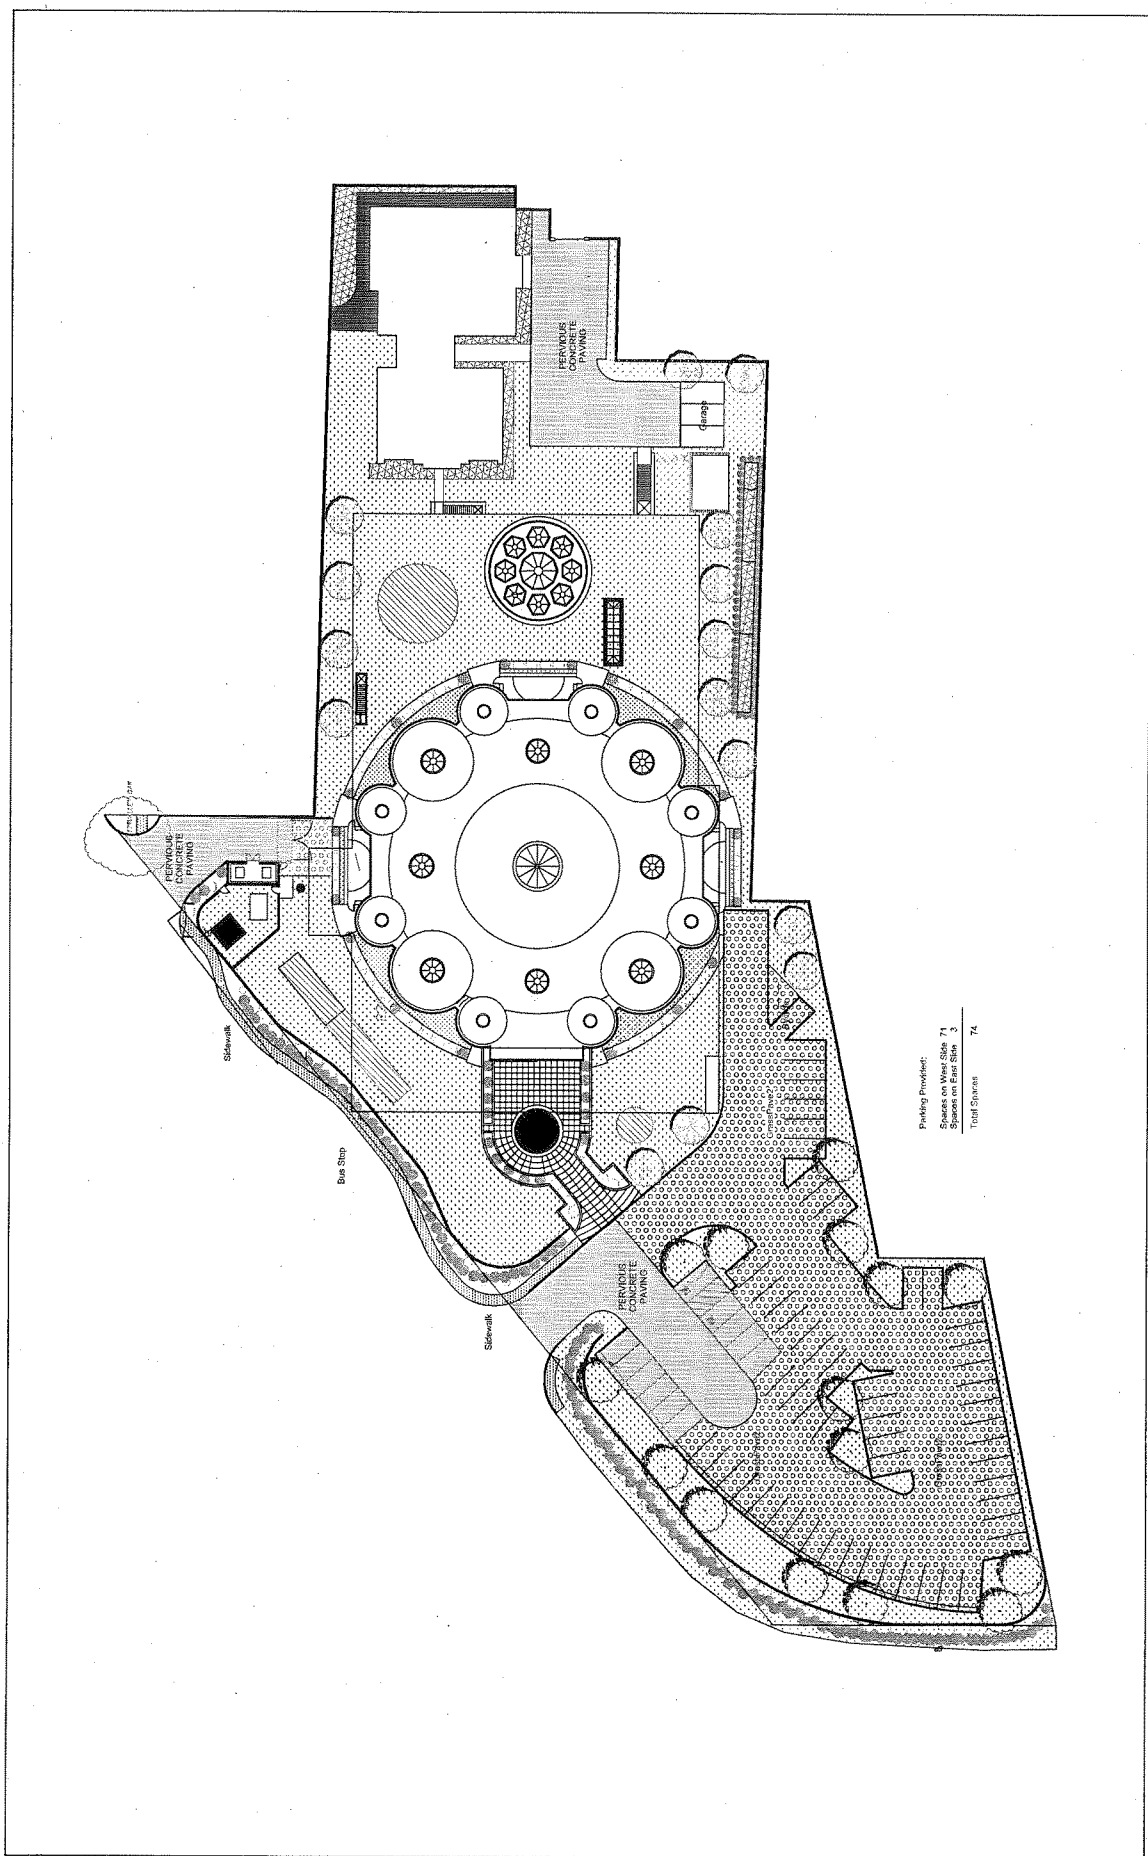 PERVIOUS
CONCRETE
PAVING
Garage
PERVIOUS
CONCRETE
PAVING
Sidewalk
Bus Stop
Sidewalk
PERVIOUS
CONCRETE
PAVING
Parking Provided:
Spaces on West Side 71
Spaces on East Side 3
Total Spaces 74